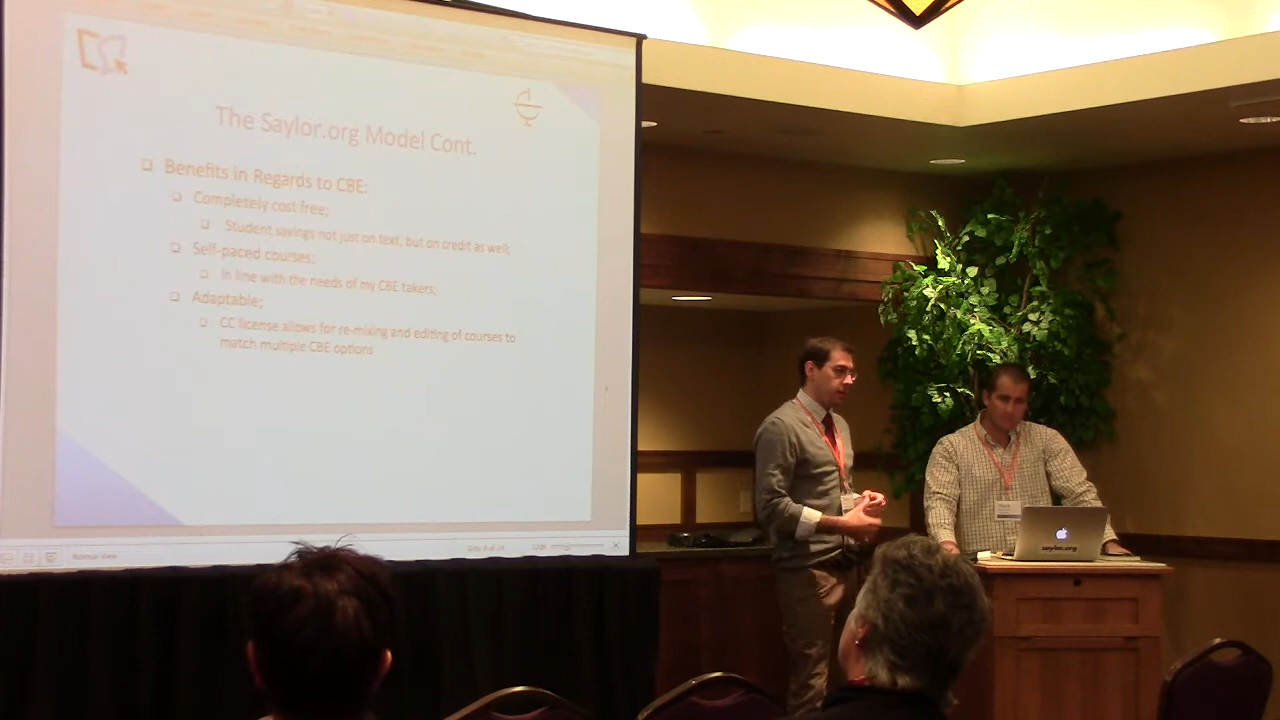 The Saylor.org Model Cont.
Benefits in Regards to CBE:
Completely cost free;
Student savings not just on text, but on credit as well;
Self-paced courses:
In line with the needs of my CBE takers;
Adaptable;
CC license allows for re-mixing and editing of courses to
match multiple CBE options
Normal View
saylor.org